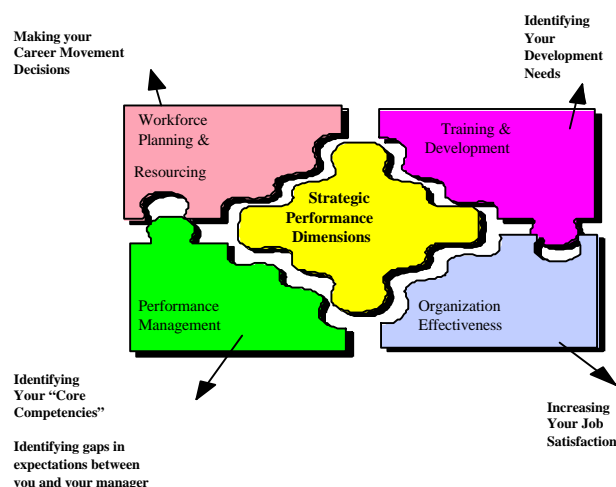 Making your
Career Movement
Decisions
Identifying
Your
Development
Needs
Workforce
Planning &
Resourcing
Training &
Development
Strategic
Performance
Dimensions
Performance
Management
Organization
Effectiveness
Identifying
Your “Core
Competencies”
Identifying gaps in
expectations between
you and your manager
Increasing
Your Job
Satisfaction